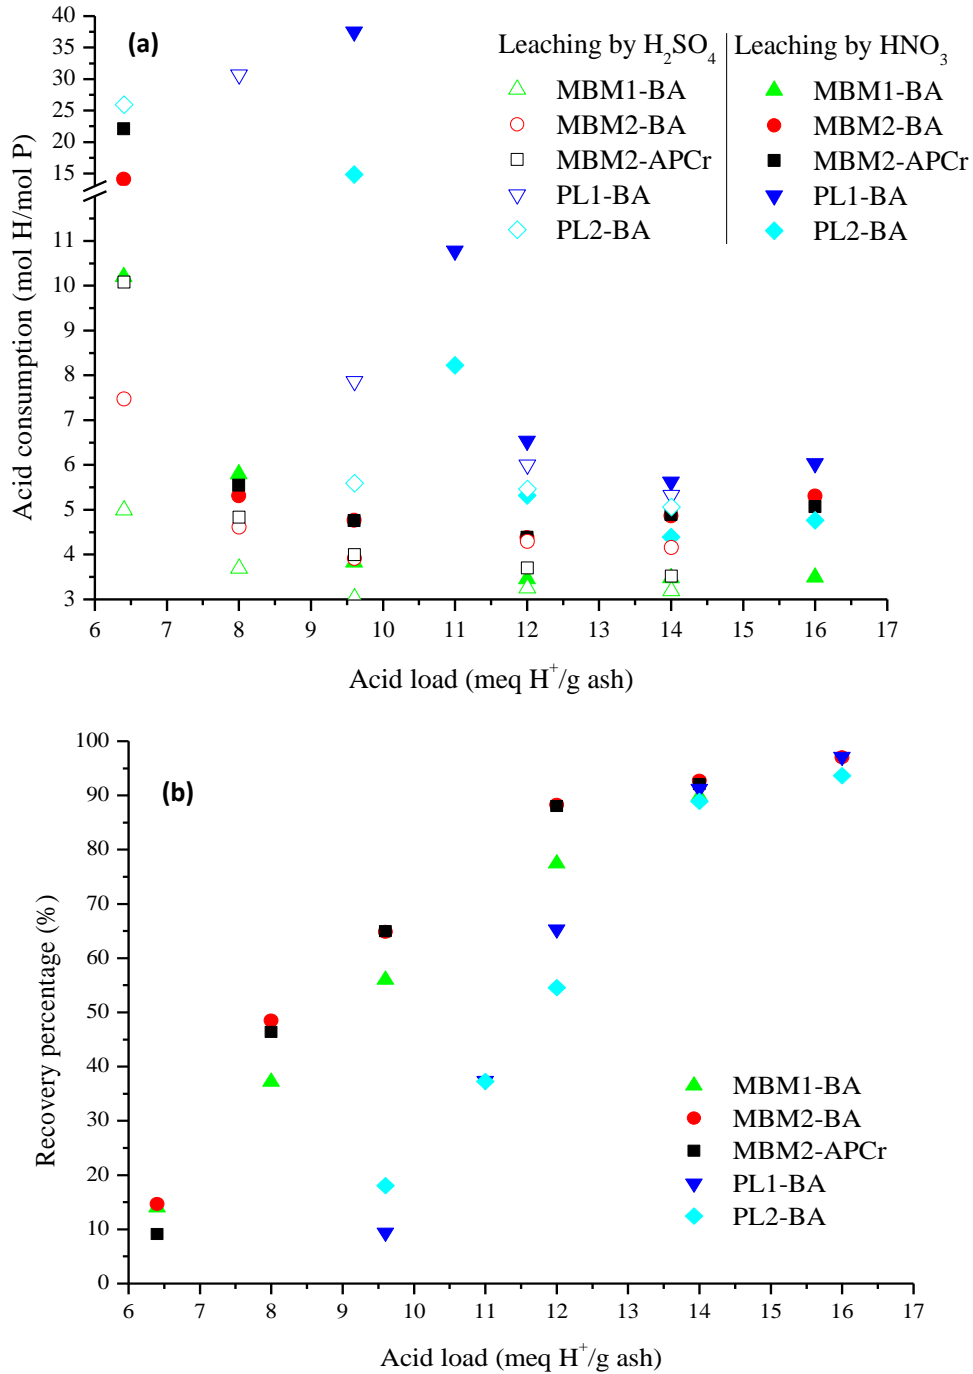 (a)
Leaching by H₂SO₄
Leaching by HNO₃
MBM1-BA
MBM2-BA
MBM2-APCr
PL1-BA
PL2-BA
MBM1-BA
MBM2-BA
MBM2-APCr
PL1-BA
PL2-BA
Acid consumption (mol H/mol P)
40
35
30
25
20
15
11
10
9
8
7
6
5
4
3
6 7 8 9 10 11 12 13 14 15 16 17
Acid load (meq H⁺/g ash)
(b)
Recovery percentage (%)
100
90
80
70
60
50
40
30
20
10
0
MBM1-BA
MBM2-BA
MBM2-APCr
PL1-BA
PL2-BA
6 7 8 9 10 11 12 13 14 15 16 17
Acid load (meq H⁺/g ash)